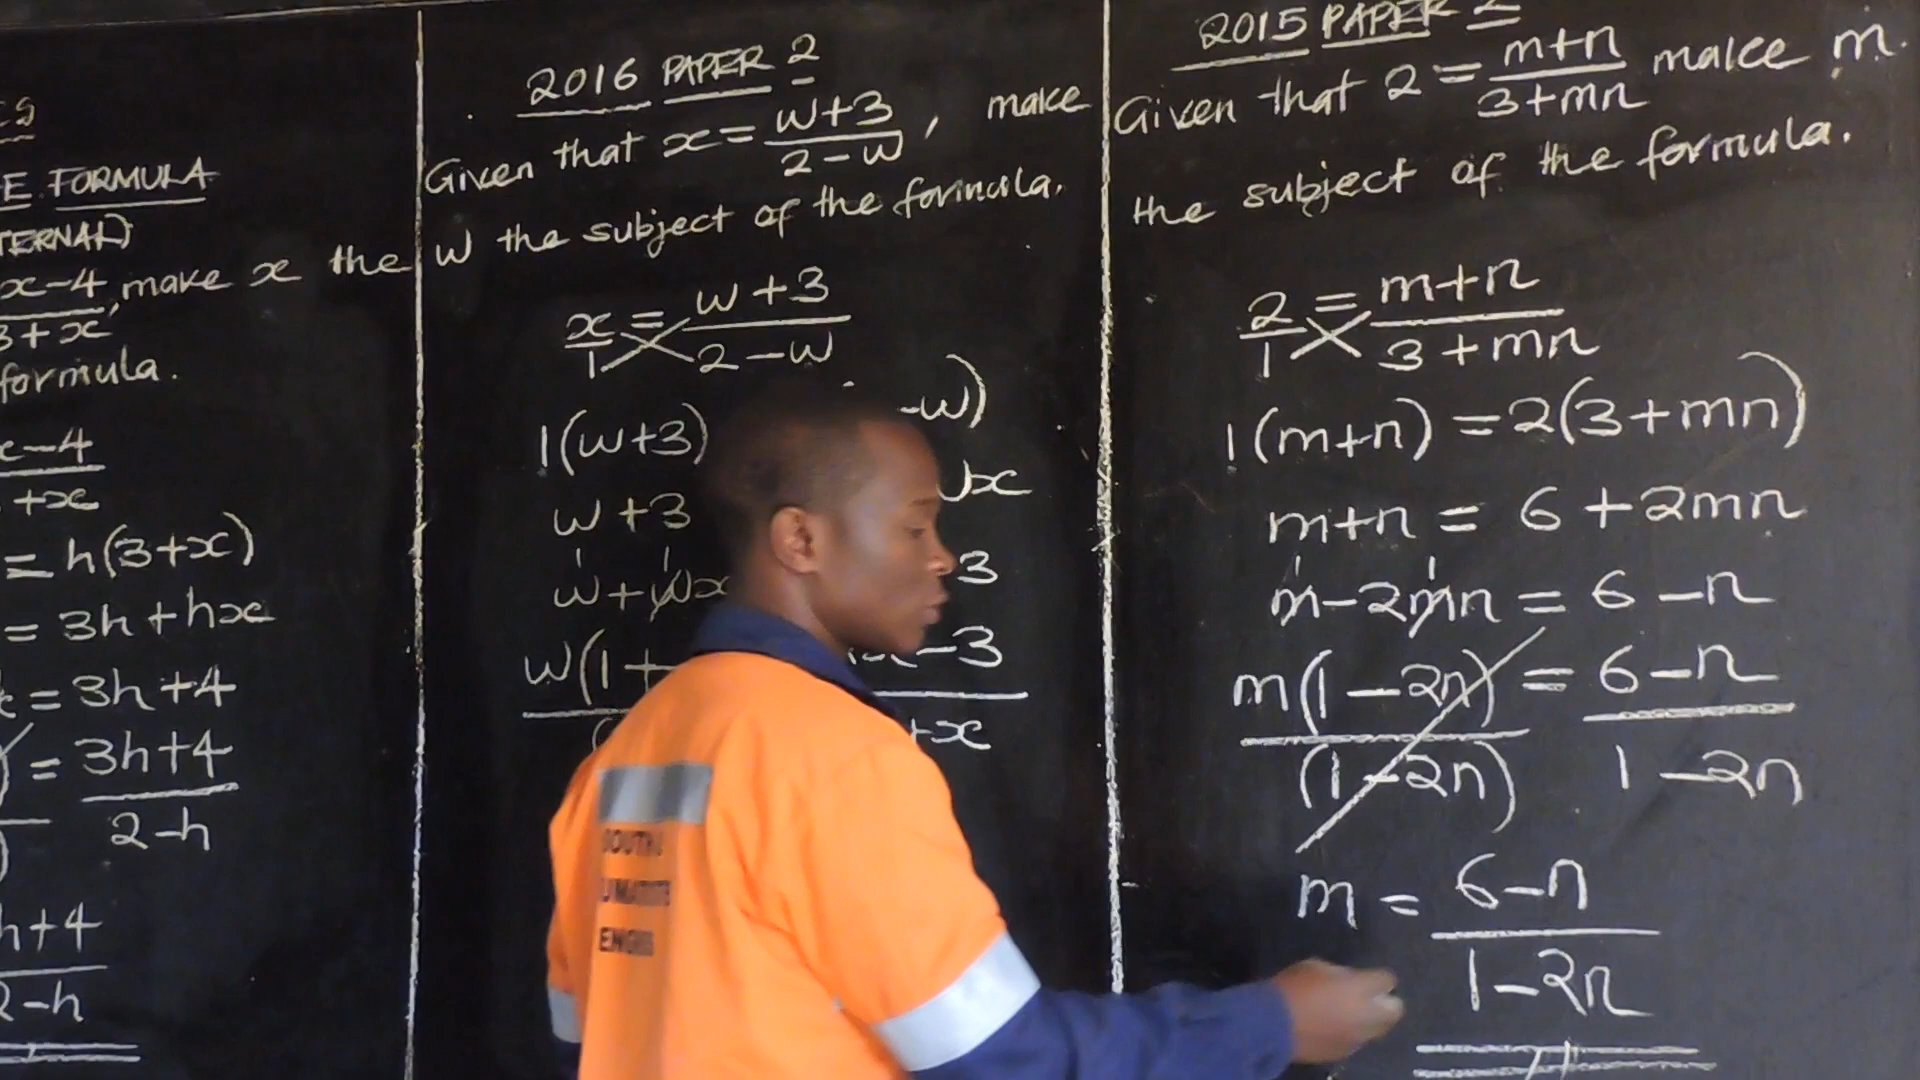 E FORMULA
TERNAL)
x-4, make x the
3+x
formula.
x-4
+x
= h(3+x)
= 3h+hx
= 3h+4
= 3h+4
2-h
h+4
2-h
2016 PAPER 2
Given that x = w+3, make
2-w
w the subject of the formula.
x = w+3
1 2-w
1(w+3) -w)
w+3
w+wx -3
w(1+ -3
+x
2015 PAPER 2
Given that 2 = m+n make m
3+mn
the subject of the formula.
2 = m+n
1 3+mn
1(m+n) = 2(3+mn)
m+n = 6+2mn
m-2mn = 6-n
m(1-2n) = 6-n
(1-2n) 1-2n
m = 6-n
1-2n